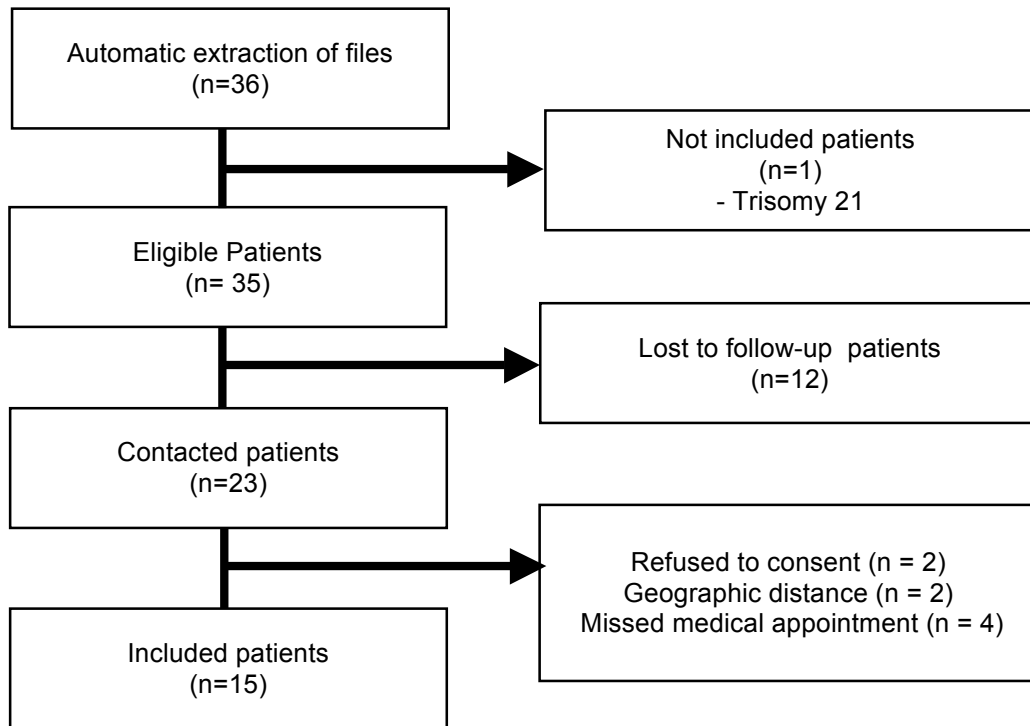 Automatic extraction of files
(n=36)
Not included patients
(n=1)
- Trisomy 21
Eligible Patients
(n= 35)
Lost to follow-up  patients
(n=12)
Contacted patients
(n=23)
Refused to consent (n = 2)
Geographic distance (n = 2)
Missed medical appointment (n = 4)
Included patients
(n=15)